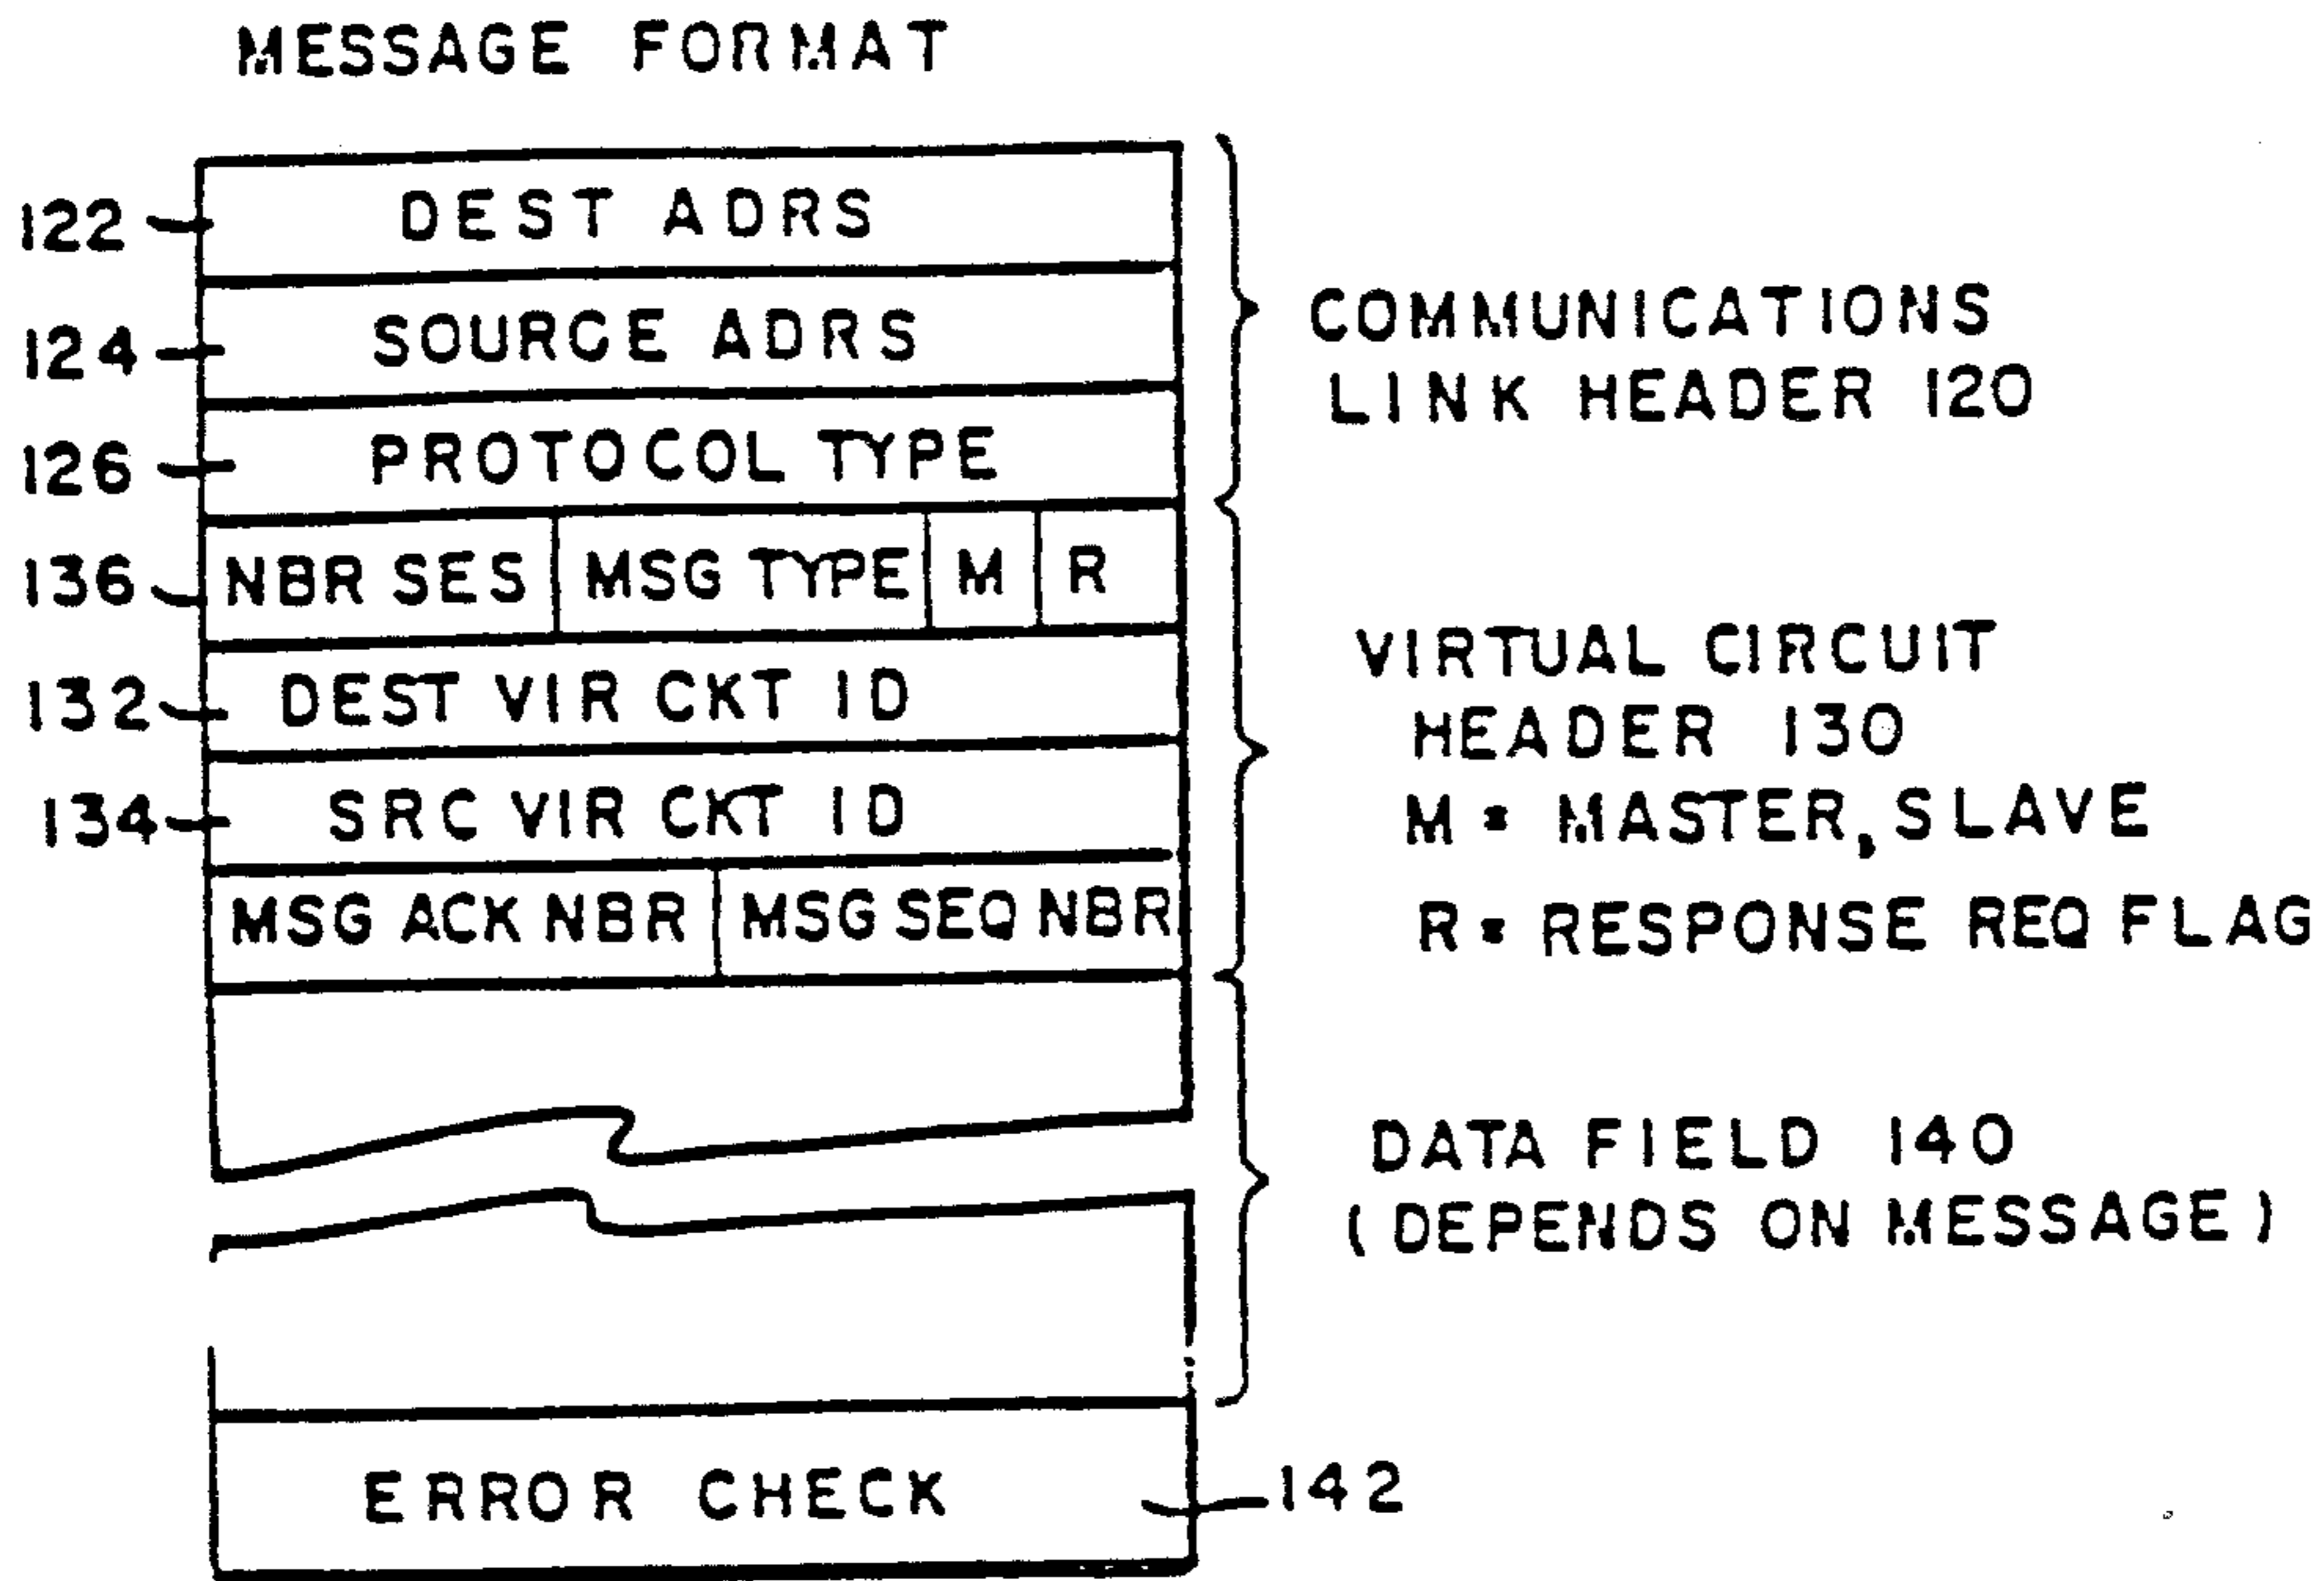 MESSAGE FORMAT
122 DEST ADRS
124 SOURCE ADRS
126 PROTOCOL TYPE
COMMUNICATIONS
LINK HEADER 120
136 NBR SES MSG TYPE M R
132 DEST VIR CKT ID
134 SRC VIR CKT ID
MSG ACK NBR MSG SEQ NBR
VIRTUAL CIRCUIT
HEADER 130
M = MASTER, SLAVE
R = RESPONSE REQ FLAG
DATA FIELD 140
(DEPENDS ON MESSAGE)
ERROR CHECK 142